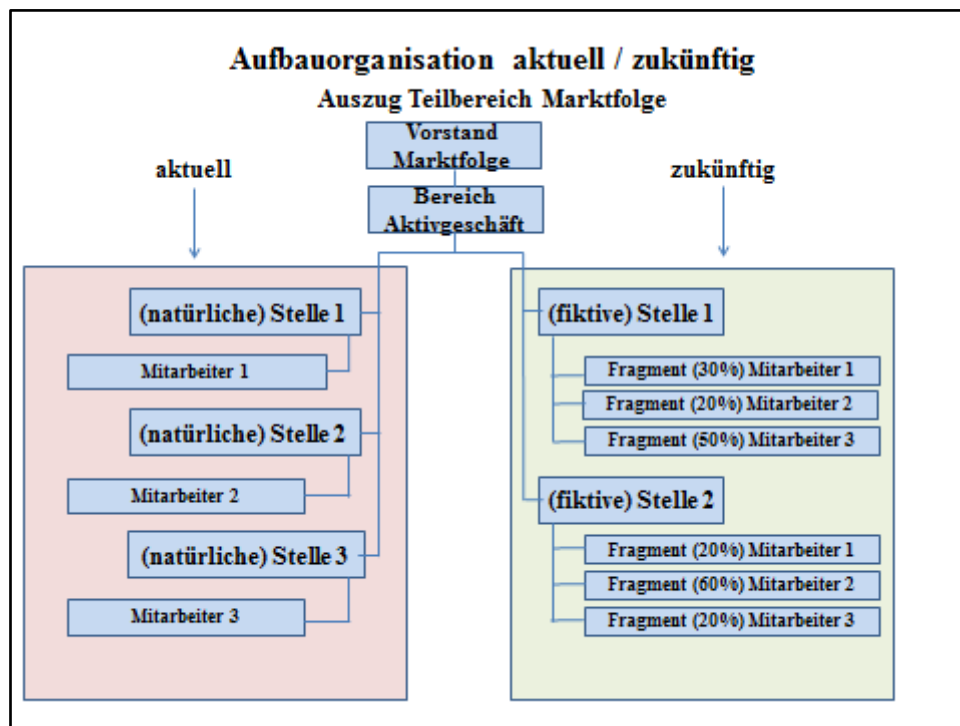 Aufbauorganisation aktuell / zukünftig
Auszug Teilbereich Marktfolge
Vorstand
Marktfolge
Bereich
Aktivgeschäft
aktuell
(natürliche) Stelle 1
Mitarbeiter 1
(natürliche) Stelle 2
Mitarbeiter 2
(natürliche) Stelle 3
Mitarbeiter 3
zukünftig
(fiktive) Stelle 1
Fragment (30%) Mitarbeiter 1
Fragment (20%) Mitarbeiter 2
Fragment (50%) Mitarbeiter 3
(fiktive) Stelle 2
Fragment (20%) Mitarbeiter 1
Fragment (60%) Mitarbeiter 2
Fragment (20%) Mitarbeiter 3